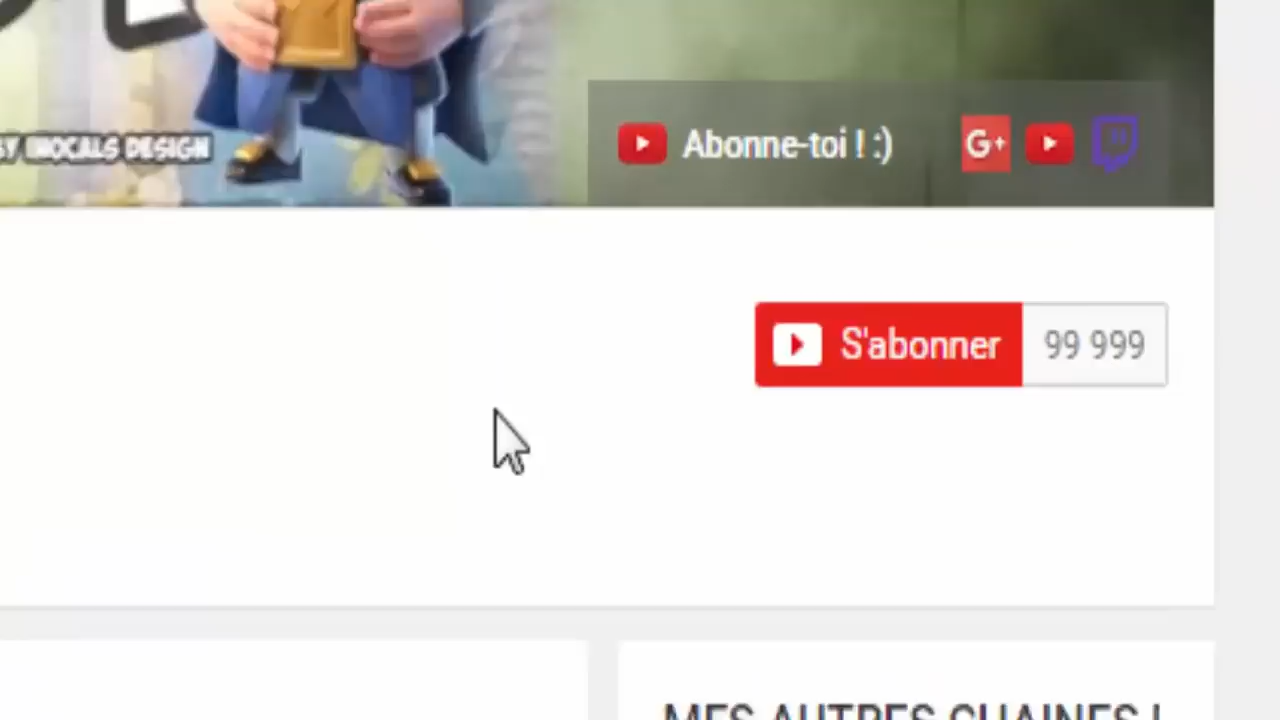 BY INOCALS DESIGN
Abonne-toi ! :)
G+
S'abonner 99 999
MES AUTRES CHAINES !